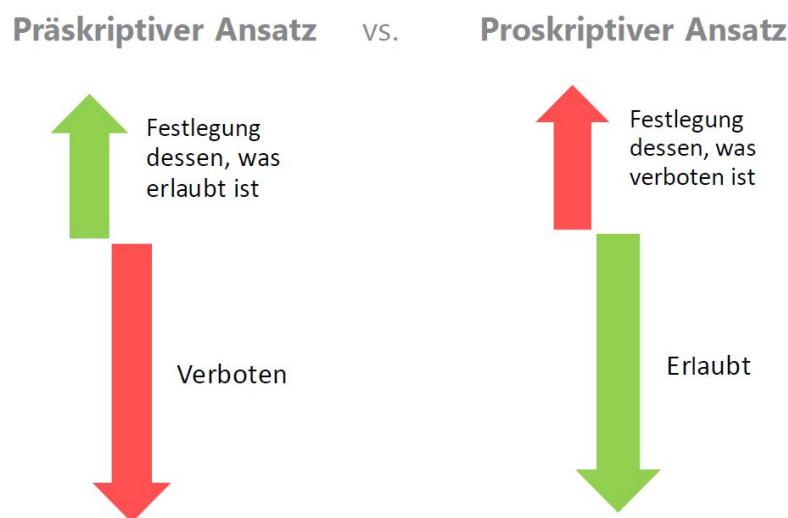 Präskriptiver Ansatz vs. Proskriptiver Ansatz
Festlegung
dessen, was
erlaubt ist
Festlegung
dessen, was
verboten ist
Verboten
Erlaubt